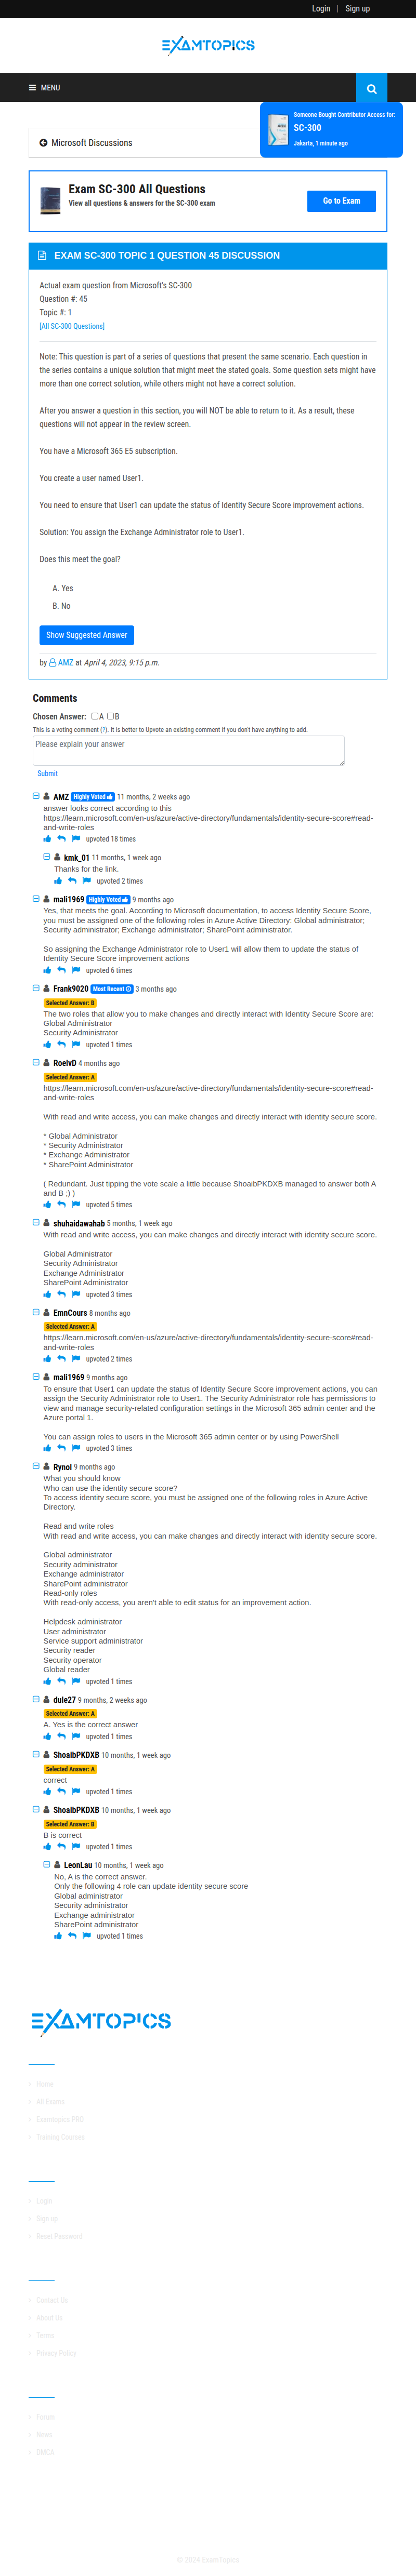 Login | Sign up
EXAMTOPICS
MENU
Someone Bought Contributor Access for:
SC-300
Jakarta, 1 minute ago
Microsoft Discussions
Exam SC-300 All Questions
View all questions & answers for the SC-300 exam
Go to Exam
EXAM SC-300 TOPIC 1 QUESTION 45 DISCUSSION
Actual exam question from Microsoft's SC-300
Question #: 45
Topic #: 1
[All SC-300 Questions]
Note: This question is part of a series of questions that present the same scenario. Each question in
the series contains a unique solution that might meet the stated goals. Some question sets might have
more than one correct solution, while others might not have a correct solution.
After you answer a question in this section, you will NOT be able to return to it. As a result, these
questions will not appear in the review screen.
You have a Microsoft 365 E5 subscription.
You create a user named User1.
You need to ensure that User1 can update the status of Identity Secure Score improvement actions.
Solution: You assign the Exchange Administrator role to User1.
Does this meet the goal?
A. Yes
B. No
Show Suggested Answer
by AMZ at April 4, 2023, 9:15 p.m.
Comments
Chosen Answer: A B
This is a voting comment (?). It is better to Upvote an existing comment if you don't have anything to add.
Please explain your answer
Submit
AMZ Highly Voted 11 months, 2 weeks ago
answer looks correct according to this
https://learn.microsoft.com/en-us/azure/active-directory/fundamentals/identity-secure-score#read-
and-write-roles
upvoted 18 times
kmk_01 11 months, 1 week ago
Thanks for the link.
upvoted 2 times
mali1969 Highly Voted 9 months ago
Yes, that meets the goal. According to Microsoft documentation, to access Identity Secure Score,
you must be assigned one of the following roles in Azure Active Directory: Global administrator;
Security administrator; Exchange administrator; SharePoint administrator.
So assigning the Exchange Administrator role to User1 will allow them to update the status of
Identity Secure Score improvement actions
upvoted 6 times
Frank9020 Most Recent 3 months ago
Selected Answer: B
The two roles that allow you to make changes and directly interact with Identity Secure Score are:
Global Administrator
Security Administrator
upvoted 1 times
RoelvD 4 months ago
Selected Answer: A
https://learn.microsoft.com/en-us/azure/active-directory/fundamentals/identity-secure-score#read-
and-write-roles
With read and write access, you can make changes and directly interact with identity secure score.
* Global Administrator
* Security Administrator
* Exchange Administrator
* SharePoint Administrator
( Redundant. Just tipping the vote scale a little because ShoaibPKDXB managed to answer both A
and B ;) )
upvoted 5 times
shuhaidawahab 5 months, 1 week ago
With read and write access, you can make changes and directly interact with identity secure score.
Global Administrator
Security Administrator
Exchange Administrator
SharePoint Administrator
upvoted 3 times
EmnCours 8 months ago
Selected Answer: A
https://learn.microsoft.com/en-us/azure/active-directory/fundamentals/identity-secure-score#read-
and-write-roles
upvoted 2 times
mali1969 9 months ago
To ensure that User1 can update the status of Identity Secure Score improvement actions, you can
assign the Security Administrator role to User1. The Security Administrator role has permissions to
view and manage security-related configuration settings in the Microsoft 365 admin center and the
Azure portal 1.
You can assign roles to users in the Microsoft 365 admin center or by using PowerShell
upvoted 3 times
Rynol 9 months ago
What you should know
Who can use the identity secure score?
To access identity secure score, you must be assigned one of the following roles in Azure Active
Directory.
Read and write roles
With read and write access, you can make changes and directly interact with identity secure score.
Global administrator
Security administrator
Exchange administrator
SharePoint administrator
Read-only roles
With read-only access, you aren't able to edit status for an improvement action.
Helpdesk administrator
User administrator
Service support administrator
Security reader
Security operator
Global reader
upvoted 1 times
dule27 9 months, 2 weeks ago
Selected Answer: A
A. Yes is the correct answer
upvoted 1 times
ShoaibPKDXB 10 months, 1 week ago
Selected Answer: A
correct
upvoted 1 times
ShoaibPKDXB 10 months, 1 week ago
Selected Answer: B
B is correct
upvoted 1 times
LeonLau 10 months, 1 week ago
No, A is the correct answer.
Only the following 4 role can update identity secure score
Global administrator
Security administrator
Exchange administrator
SharePoint administrator
upvoted 1 times
EXAMTOPICS
Home
All Exams
Examtopics PRO
Training Courses
Login
Sign up
Reset Password
Contact Us
About Us
Terms
Privacy Policy
Forum
News
DMCA
© 2024 ExamTopics